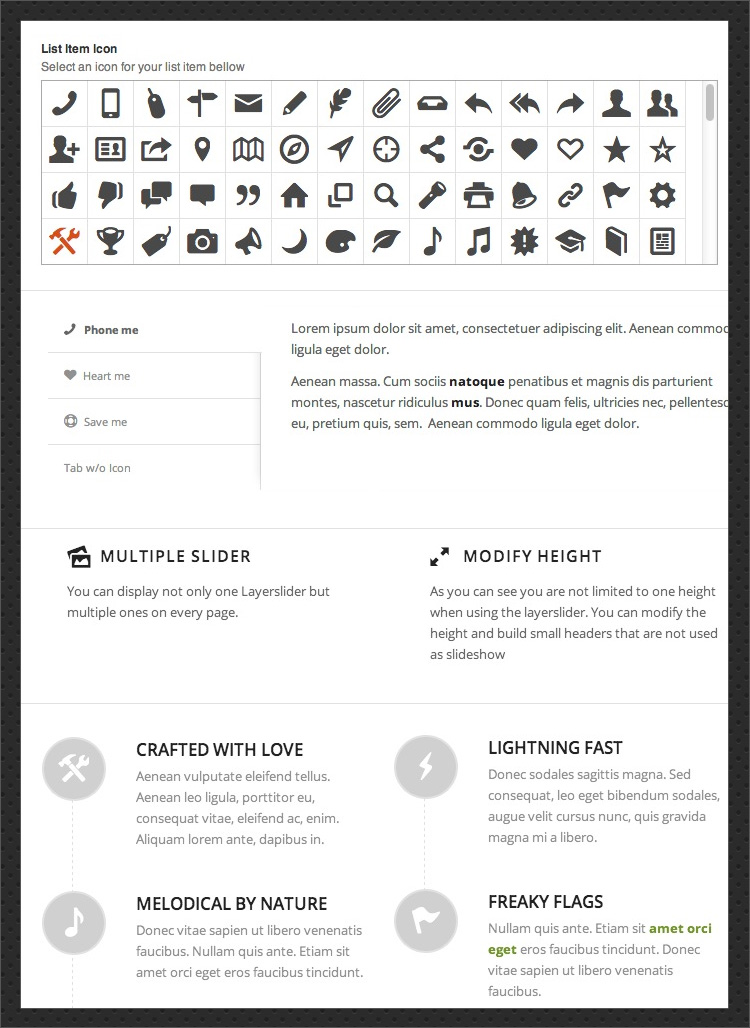 List Item Icon
Select an icon for your list item bellow
Phone me
Heart me
Save me
Tab w/o Icon
Lorem ipsum dolor sit amet, consectetuer adipiscing elit. Aenean commoc
ligula eget dolor.
Aenean massa. Cum sociis natoque penatibus et magnis dis parturient
montes, nascetur ridiculus mus. Donec quam felis, ultricies nec, pellentesc
eu, pretium quis, sem. Aenean commodo ligula eget dolor.
MULTIPLE SLIDER
You can display not only one Layerslider but
multiple ones on every page.
MODIFY HEIGHT
As you can see you are not limited to one height
when using the layerslider. You can modify the
height and build small headers that are not used
as slideshow
CRAFTED WITH LOVE
Aenean vulputate eleifend tellus.
Aenean leo ligula, porttitor eu,
consequat vitae, eleifend ac, enim.
Aliquam lorem ante, dapibus in.
LIGHTNING FAST
Donec sodales sagittis magna. Sed
consequat, leo eget bibendum sodales,
augue velit cursus nunc, quis gravida
magna mi a libero.
MELODICAL BY NATURE
Donec vitae sapien ut libero venenatis
faucibus. Nullam quis ante. Etiam sit
amet orci eget eros faucibus tincidunt.
FREAKY FLAGS
Nullam quis ante. Etiam sit amet orci
eget eros faucibus tincidunt. Donec
vitae sapien ut libero venenatis
faucibus.